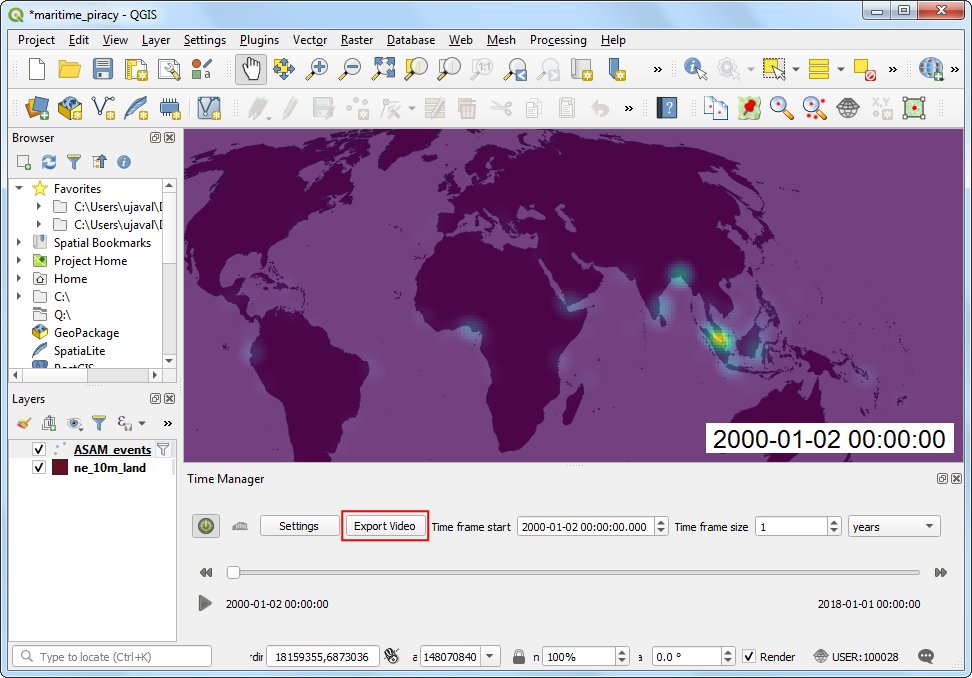 *maritime_piracy - QGIS
Project Edit View Layer Settings Plugins Vector Raster Database Web Mesh Processing Help
Browser
Favorites
C:\Users\ujaval\
C:\Users\ujaval\
Spatial Bookmarks
Project Home
Home
C:\
Q:\
GeoPackage
SpatiaLite
PostGIS
Layers
ASAM_events
ne_10m_land
2000-01-02 00:00:00
Time Manager
Settings Export Video Time frame start 2000-01-02 00:00:00.000 Time frame size 1 years
2000-01-02 00:00:00 2018-01-01 00:00:00
Type to locate (Ctrl+K) rdir 18159355,6873036 a 148070840 n 100% a 0.0 ° Render USER:100028